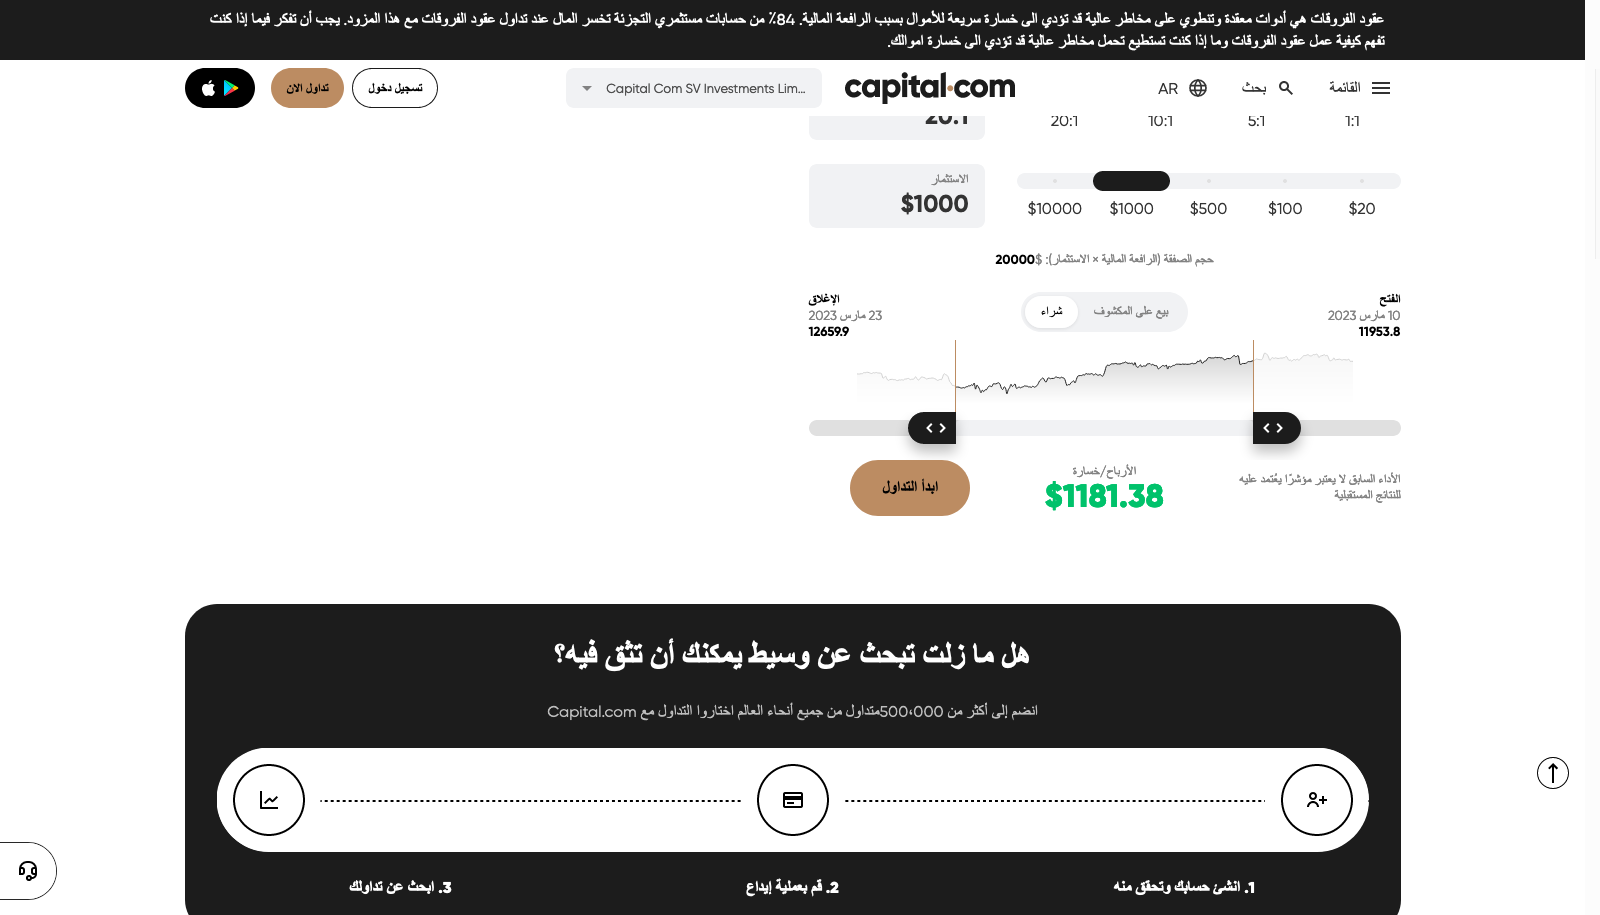 عقود الفروقات هي أدوات معقدة وتنطوي على مخاطر عالية قد تؤدي الى خسارة سريعة للأموال بسبب الرافعة المالية. 84٪ من حسابات مستثمري التجزئة تخسر المال عند تداول عقود الفروقات مع هذا المزود. يجب أن تفكر فيما إذا كنت
تفهم كيفية عمل عقود الفروقات وما إذا كنت تستطيع تحمل مخاطر عالية قد تؤدي الى خسارة اموالك.
القائمة
بحث
AR
capital.com
Capital Com SV Investments Lim...
تسجيل دخول
تداول الان
1:1
5:1
10:1
20:1
20:1
الاستثمار
$1000
$20
$100
$500
$1000
$10000
حجم الصفقة (الرافعة المالية × الاستثمار): $20000
الفتح
10 مارس 2023
11953.8
بيع على المكشوف
شراء
الإغلاق
23 مارس 2023
12659.9
الأداء السابق لا يعتبر مؤشرًا يعُتمد عليه
للنتائج المستقبلية
الأرباح/خسارة
$1181.38
ابدأ التداول
هل ما زلت تبحث عن وسيط يمكنك أن تثق فيه؟
انضم إلى أكثر من 500،000متداول من جميع أنحاء العالم اختاروا التداول مع Capital.com
1. انشئ حسابك وتحقق منه
2. قم بعملية إيداع
3. ابحث عن تداولك